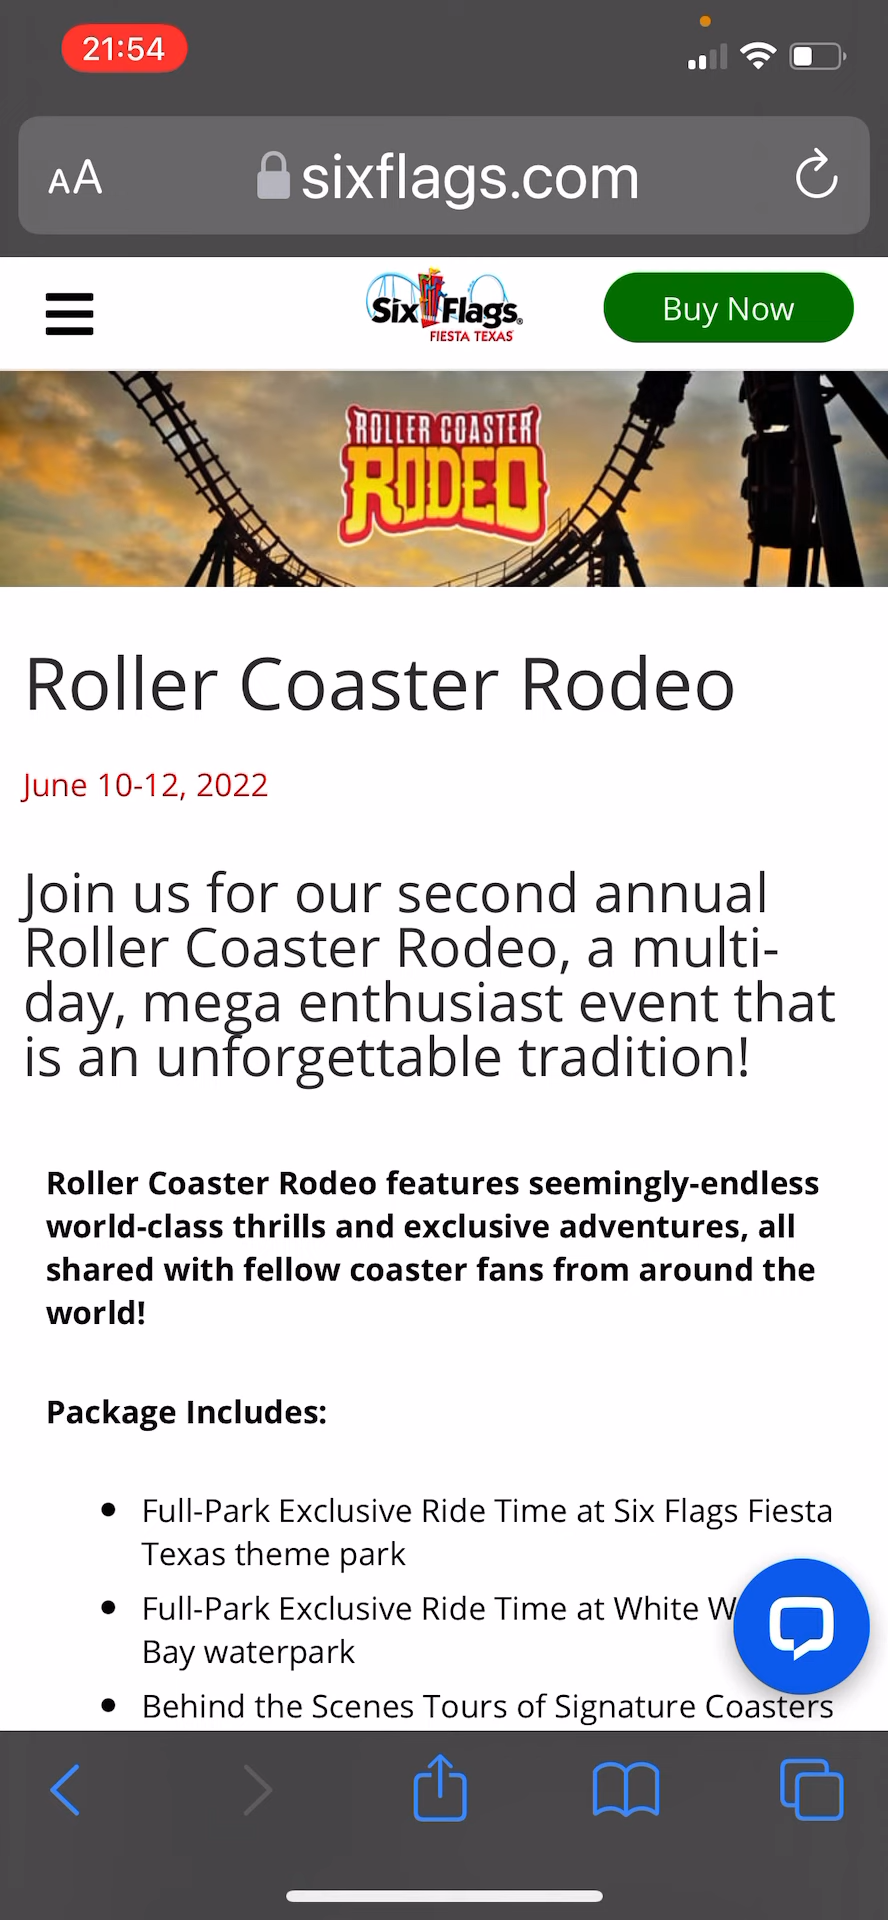 21:54
AA sixflags.com
Six Flags
FIESTA TEXAS
Buy Now
ROLLER COASTER
RODEO
Roller Coaster Rodeo
June 10-12, 2022
Join us for our second annual
Roller Coaster Rodeo, a multi-
day, mega enthusiast event that
is an unforgettable tradition!
Roller Coaster Rodeo features seemingly-endless
world-class thrills and exclusive adventures, all
shared with fellow coaster fans from around the
world!
Package Includes:
• Full-Park Exclusive Ride Time at Six Flags Fiesta
Texas theme park
• Full-Park Exclusive Ride Time at White W
Bay waterpark
• Behind the Scenes Tours of Signature Coasters